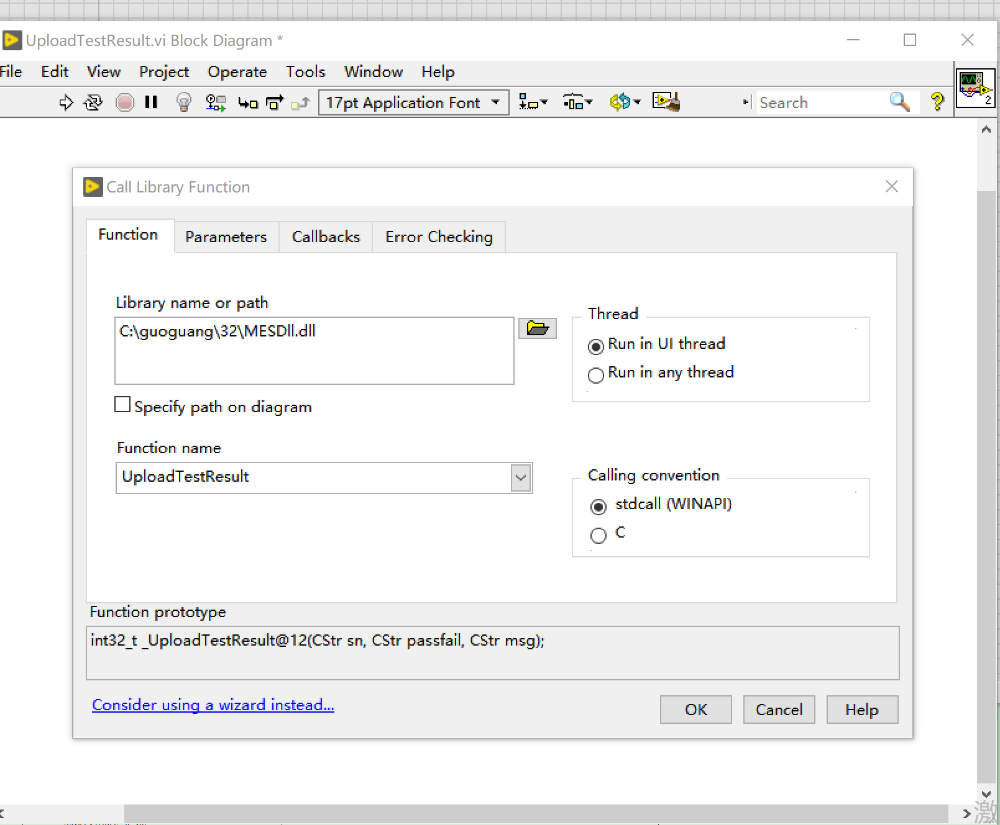 UploadTestResult.vi Block Diagram *
File Edit View Project Operate Tools Window Help
17pt Application Font
Search
2
Call Library Function
Function Parameters Callbacks Error Checking
Library name or path
C:\guoguang\32\MESDll.dll
Specify path on diagram
Function name
UploadTestResult
Thread
Run in UI thread
Run in any thread
Calling convention
stdcall (WINAPI)
C
Function prototype
int32_t _UploadTestResult@12(CStr sn, CStr passfail, CStr msg);
Consider using a wizard instead...
OK Cancel Help
激